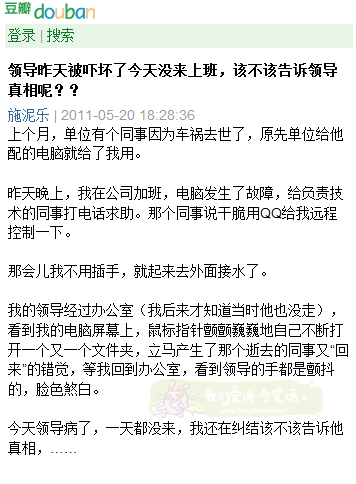 豆瓣 douban
登录 | 搜索
领导昨天被吓坏了今天没来上班，该不该告诉领导
真相呢？？
施泥乐 | 2011-05-20 18:28:36
上个月，单位有个同事因为车祸去世了，原先单位给他
配的电脑就给了我用。
昨天晚上，我在公司加班，电脑发生了故障，给负责技
术的同事打电话求助。那个同事说干脆用QQ给我远程
控制一下。
那会儿我不用插手，就起来去外面接水了。
我的领导经过办公室（我后来才知道当时他也没走），
看到我的电脑屏幕上，鼠标指针颤颤巍巍地自己不断打
开一个又一个文件夹，立马产生了那个逝去的同事又“回
来”的错觉，等我回到办公室，看到领导的手都是颤抖
的，脸色煞白。
今天领导病了，一天都没来，我还在纠结该不该告诉他
真相，……